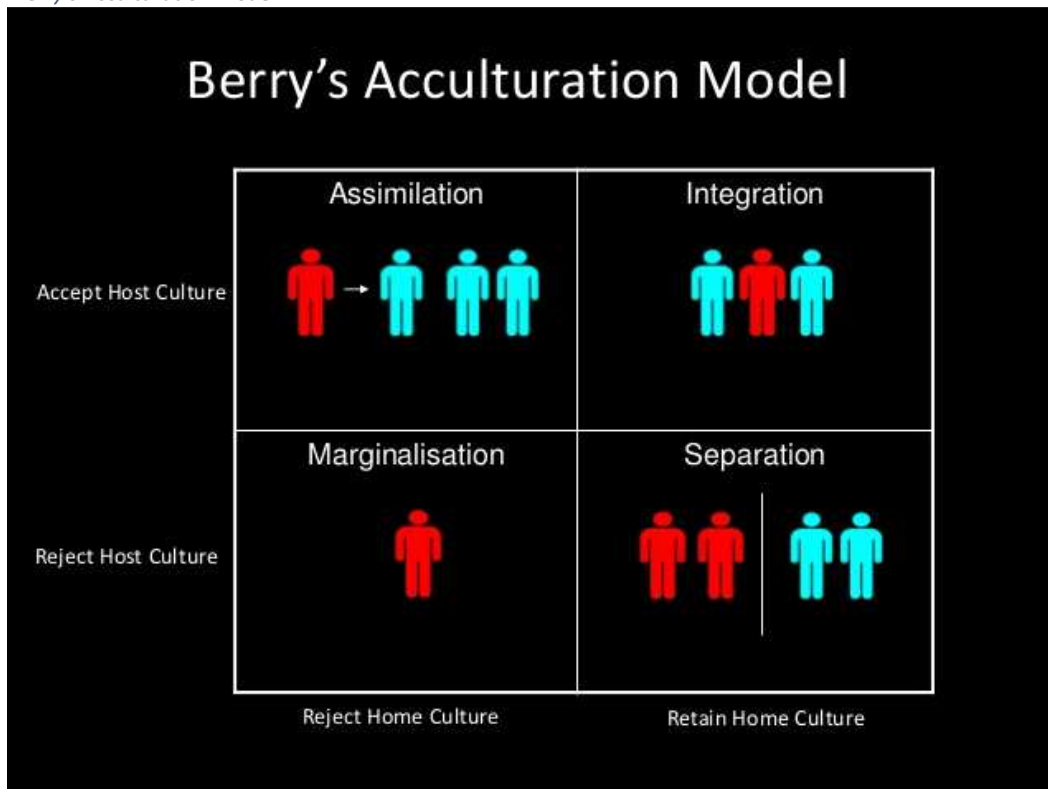 Berry's Acculturation Model
Assimilation
Integration
Accept Host Culture
Marginalisation
Separation
Reject Host Culture
Reject Home Culture
Retain Home Culture